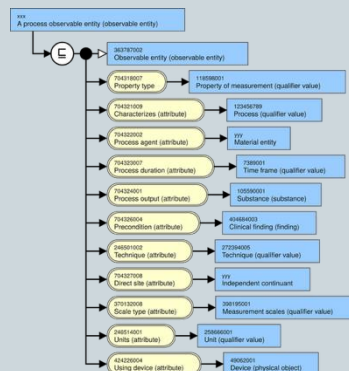 xxx
A process observable entity (observable entity)
⊑
363787002
Observable entity (observable entity)
704318007
Property type
118598001
Property of measurement (qualifier value)
704321009
Characterizes (attribute)
123456789
Process (qualifier value)
704322002
Process agent (attribute)
yyy
Material entity
704323007
Process duration (attribute)
7389001
Time frame (qualifier value)
704324001
Process output (attribute)
105590001
Substance (substance)
704326004
Precondition (attribute)
404684003
Clinical finding (finding)
246501002
Technique (attribute)
272394005
Technique (qualifier value)
704327008
Direct site (attribute)
yyy
Independent continuant
370132008
Scale type (attribute)
398195001
Measurement scales (qualifier value)
246514001
Units (attribute)
258666001
Unit (qualifier value)
424226004
Using device (attribute)
49062001
Device (physical object)